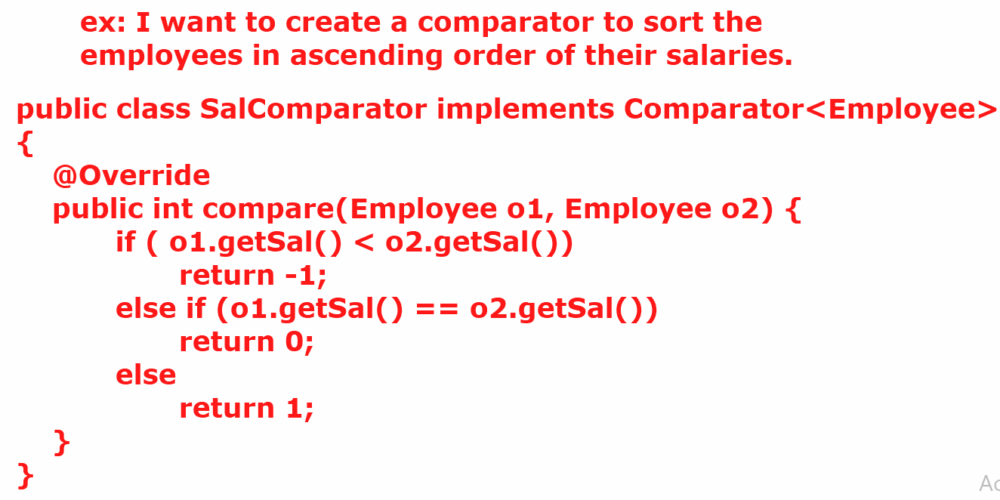 ex: I want to create a comparator to sort the
employees in ascending order of their salaries.
public class SalComparator implements Comparator<Employee>
{
@Override
public int compare(Employee o1, Employee o2) {
if ( o1.getSal() < o2.getSal())
return -1;
else if (o1.getSal() == o2.getSal())
return 0;
else
return 1;
}
}